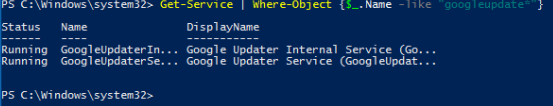 PS C:\Windows\system32> Get-Service | Where-Object {$_.Name -like "googleupdate*"}
Status Name DisplayName
------ ---- -----------
Running GoogleUpdaterIn... Google Updater Internal Service (Go...
Running GoogleUpdaterSe... Google Updater Service (GoogleUpdat...
PS C:\Windows\system32>